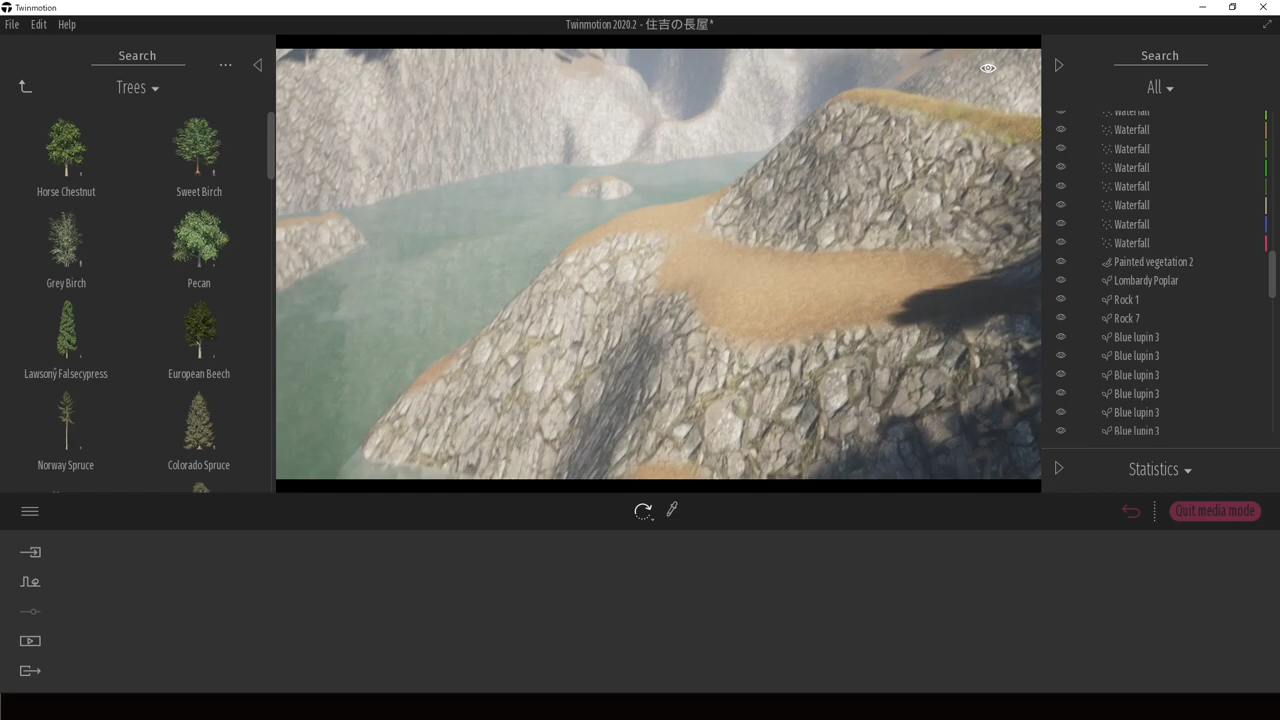 Twinmotion
File Edit Help
Twinmotion 2020.2 - 住吉の長屋*
Search
...
Trees
Horse Chestnut
Sweet Birch
Grey Birch
Pecan
Lawsony Falsecypress
European Beech
Norway Spruce
Colorado Spruce
Search
All
Waterfall
Waterfall
Waterfall
Waterfall
Waterfall
Waterfall
Waterfall
Waterfall
Painted vegetation 2
Lombardy Poplar
Rock 1
Rock 7
Blue lupin 3
Blue lupin 3
Blue lupin 3
Blue lupin 3
Blue lupin 3
Blue lupin 3
Statistics
Quit media mode